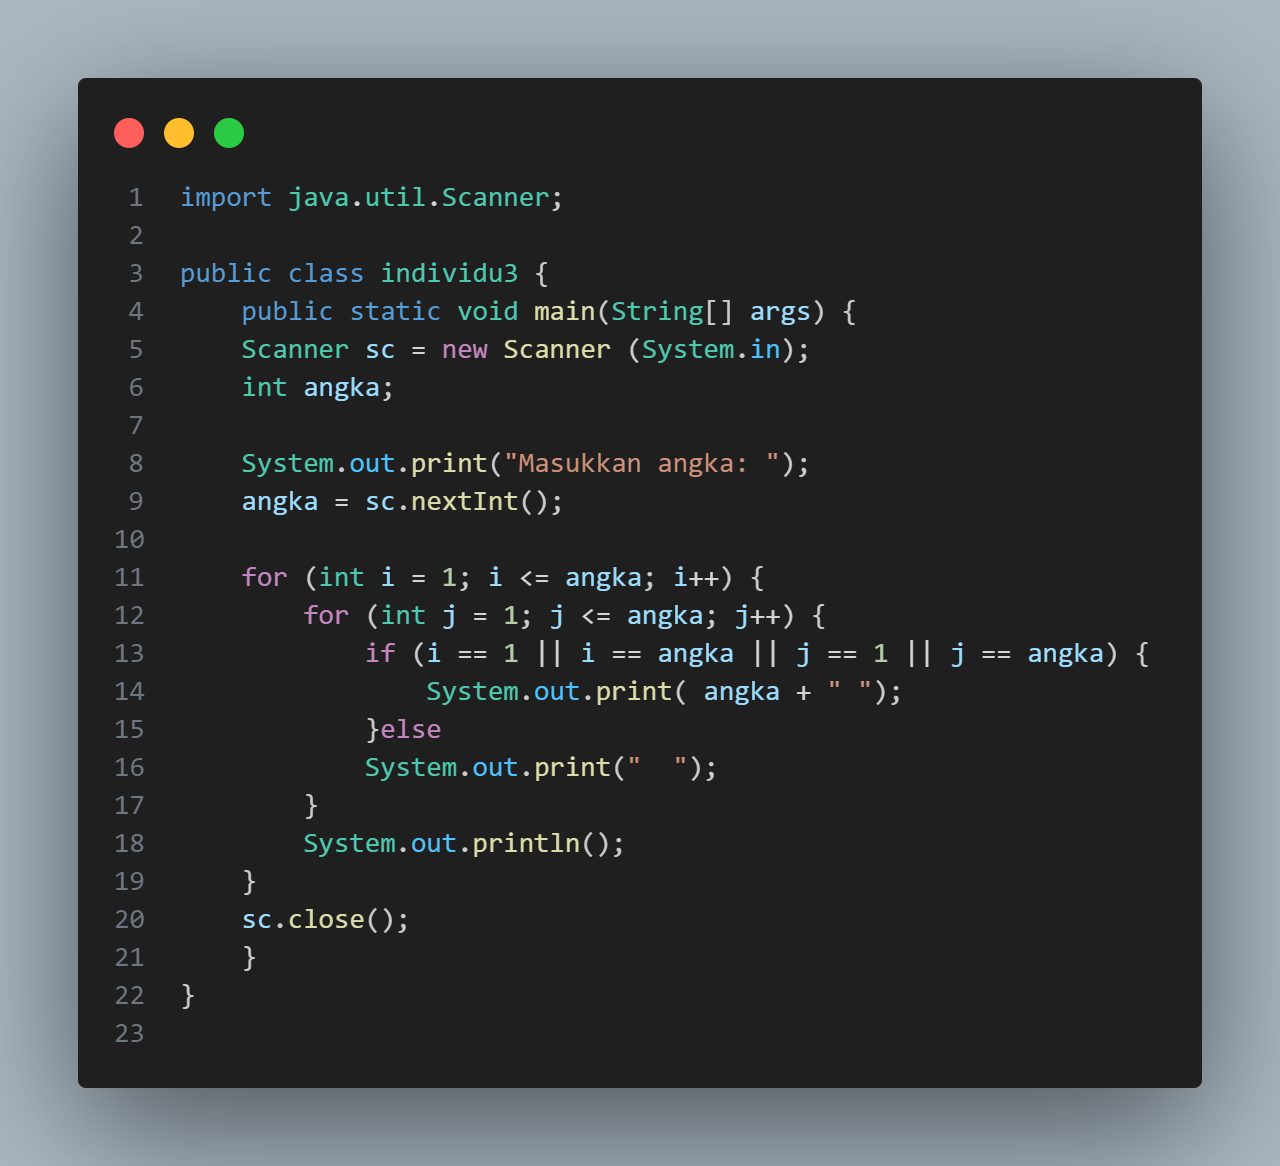 1 import java.util.Scanner;
2
3 public class individu3 {
4     public static void main(String[] args) {
5     Scanner sc = new Scanner (System.in);
6     int angka;
7
8     System.out.print("Masukkan angka: ");
9     angka = sc.nextInt();
10
11     for (int i = 1; i <= angka; i++) {
12         for (int j = 1; j <= angka; j++) {
13             if (i == 1 || i == angka || j == 1 || j == angka) {
14                 System.out.print( angka + " ");
15             }else
16             System.out.print("  ");
17         }
18         System.out.println();
19     }
20     sc.close();
21     }
22 }
23